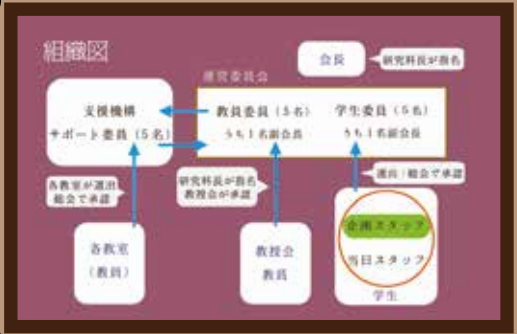 組織図
会長
研究科長が指名
運営委員会
支援機構
サポート委員(5名)
教員委員(5名)
うち1名副会長
学生委員(5名)
うち1名副会長
各教室が選出
総会で承認
研究科長が指名
教授会が承認
選出/総会で承認
各教室
(教員)
教授会
教員
企画スタッフ
当日スタッフ
学生